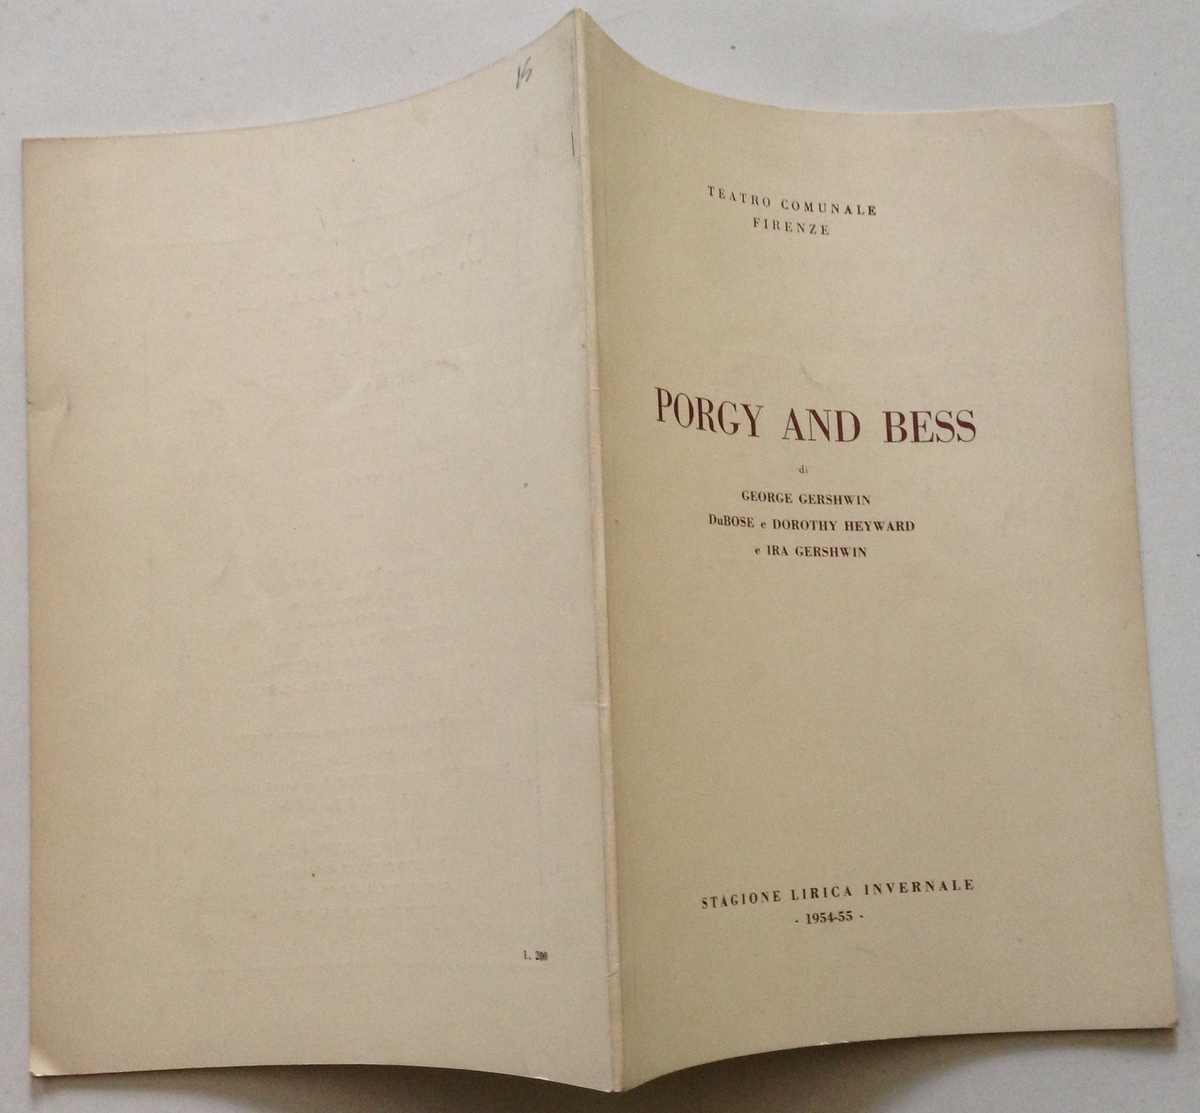 TEATRO COMUNALE
FIRENZE
PORGY AND BESS
di
GEORGE GERSHWIN
DuBOSE e DOROTHY HEYWARD
e IRA GERSHWIN
STAGIONE LIRICA INVERNALE
- 1954-55 -
15
L. 200